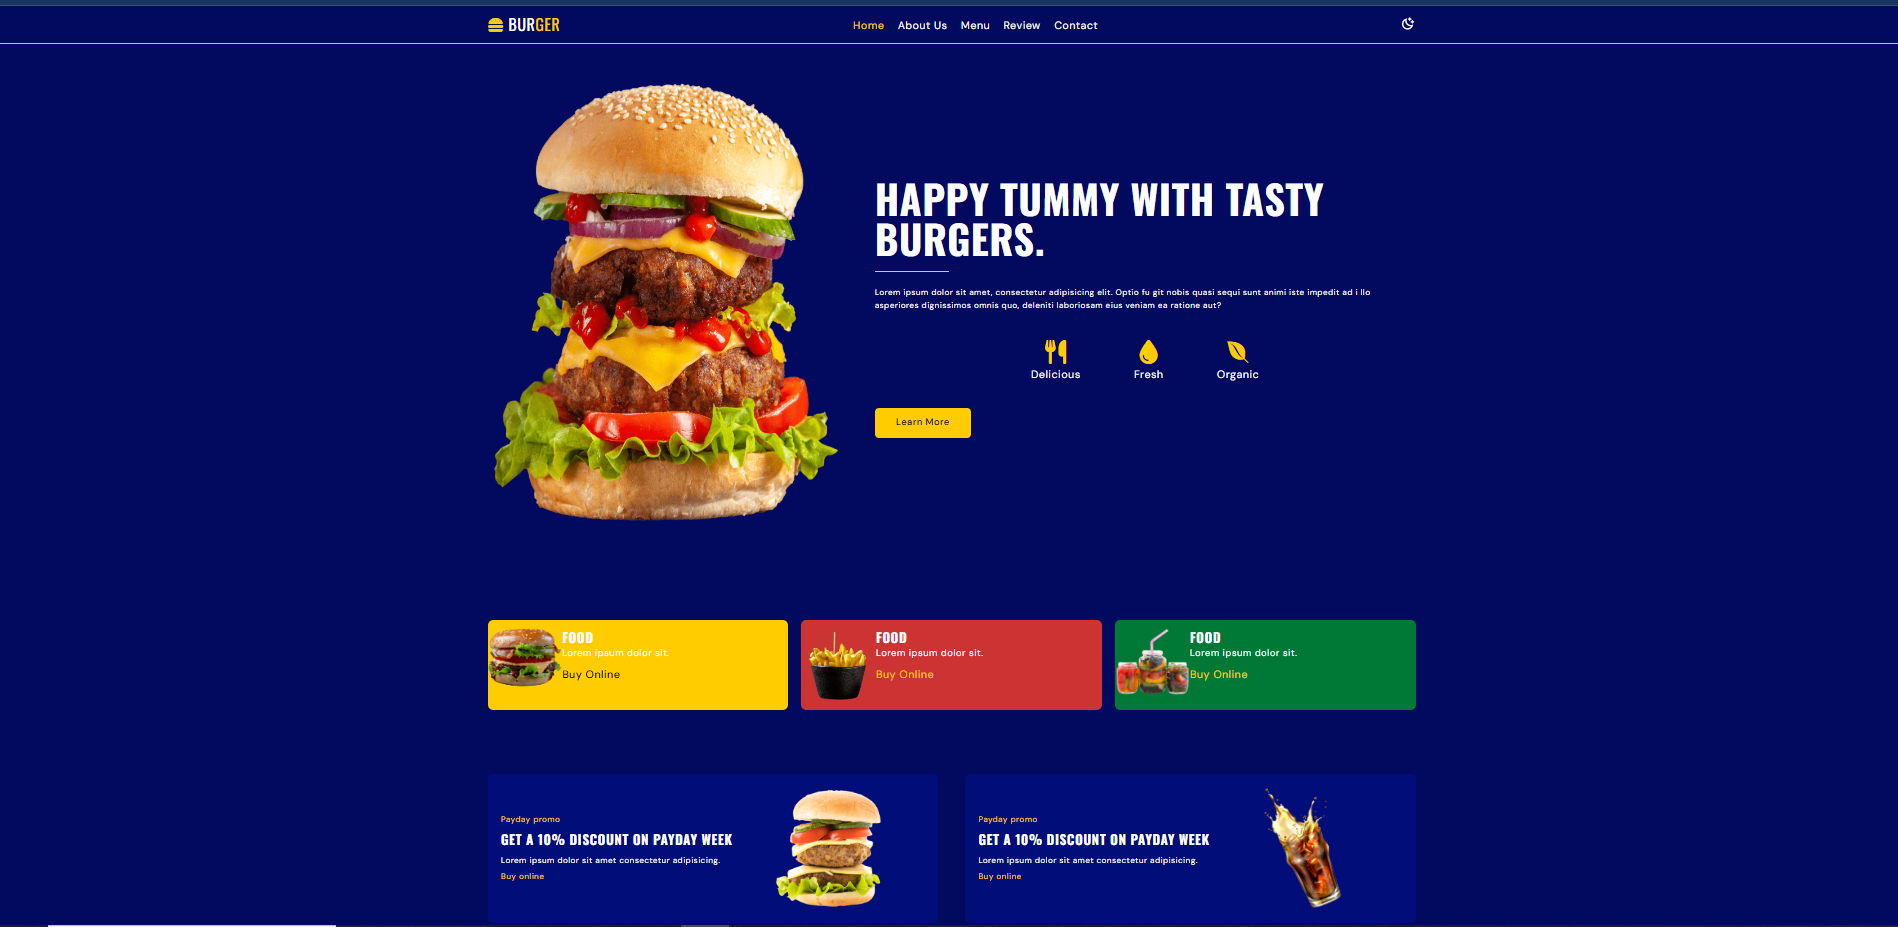 BURGER
Home About Us Menu Review Contact
HAPPY TUMMY WITH TASTY
BURGERS.
Lorem ipsum dolor sit amet, consectetur adipisicing elit. Optio fu git nobis quasi sequi sunt animi iste impedit ad i llo
asperiores dignissimos omnis quo, deleniti laboriosam eius veniam ea ratione aut?
Delicious Fresh Organic
Learn More
FOOD
Lorem ipsum dolor sit.
Buy Online
FOOD
Lorem ipsum dolor sit.
Buy Online
FOOD
Lorem ipsum dolor sit.
Buy Online
Payday promo
GET A 10% DISCOUNT ON PAYDAY WEEK
Lorem ipsum dolor sit amet consectetur adipisicing.
Buy online
Payday promo
GET A 10% DISCOUNT ON PAYDAY WEEK
Lorem ipsum dolor sit amet consectetur adipisicing.
Buy online